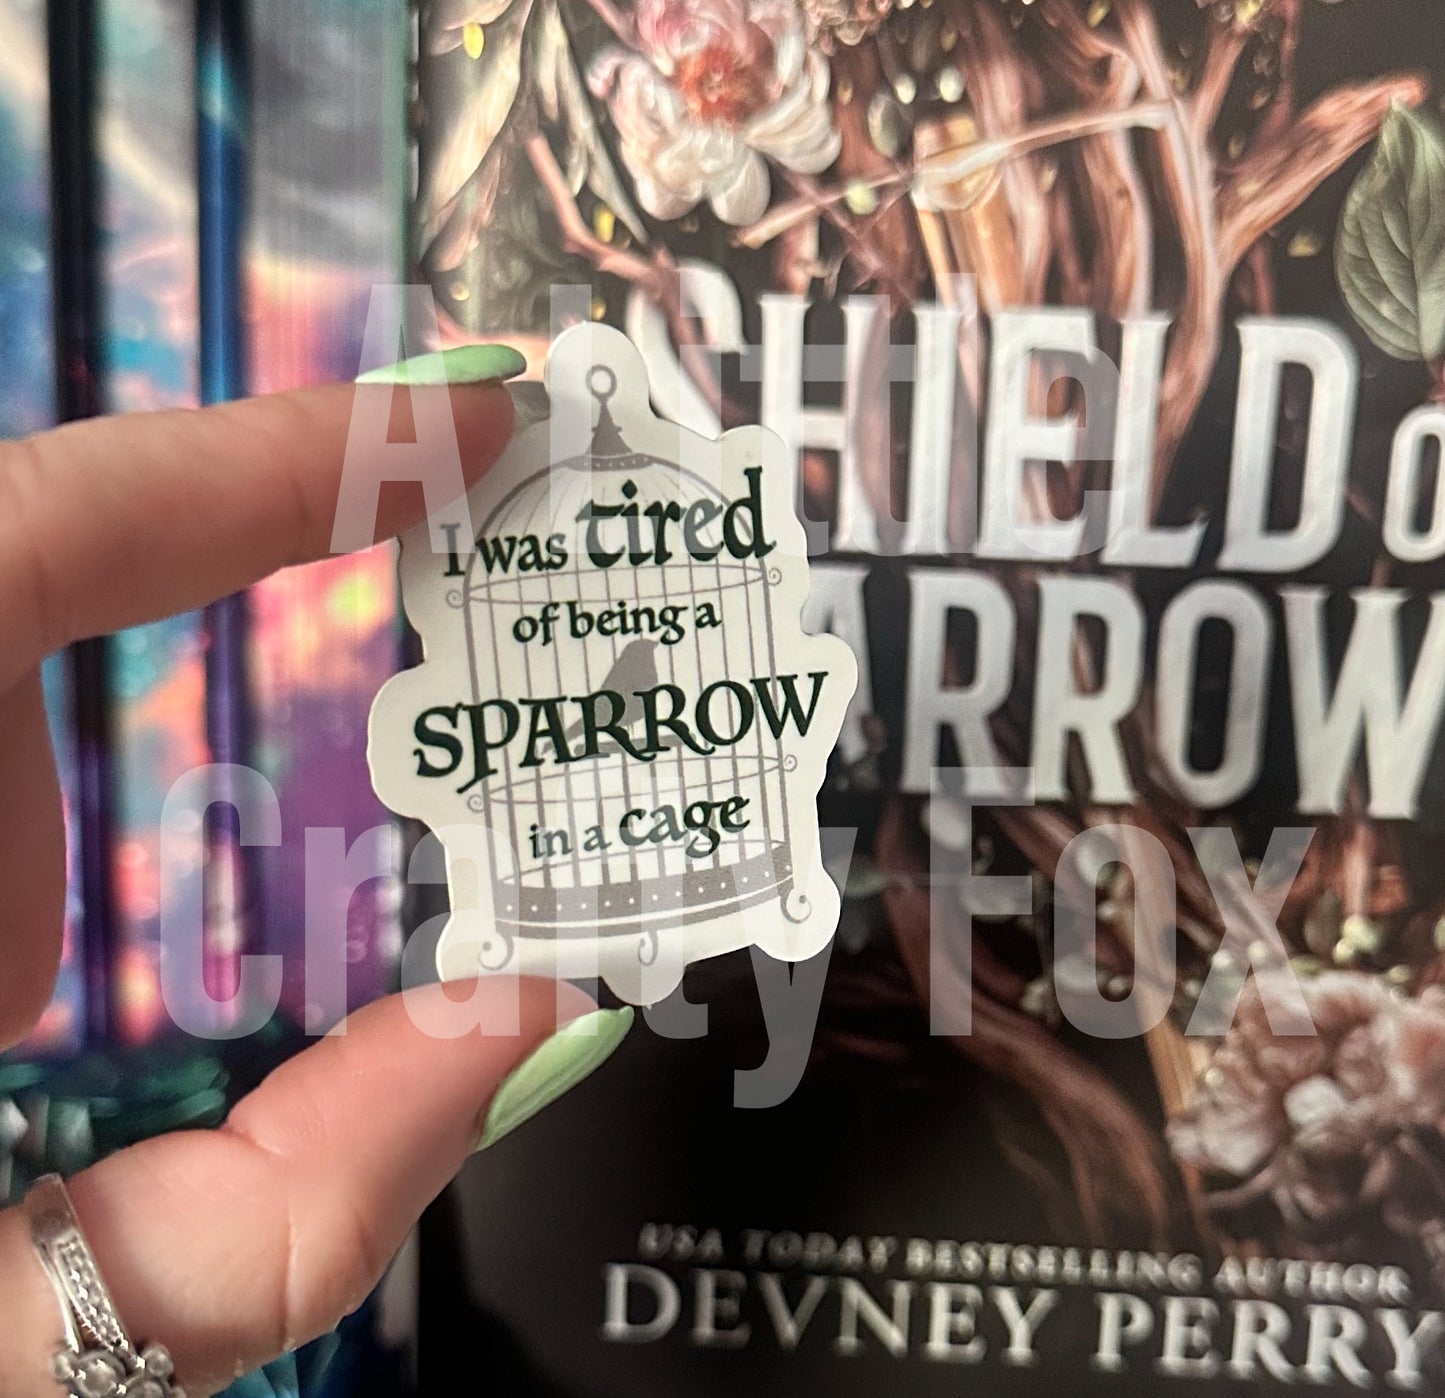 I was tired
of being a
SPARROW
in a cage
SHIELD O
ARROW
USA TODAY BESTSELLING AUTHOR
DEVNEY PERRY
A Little
Crafty Fox